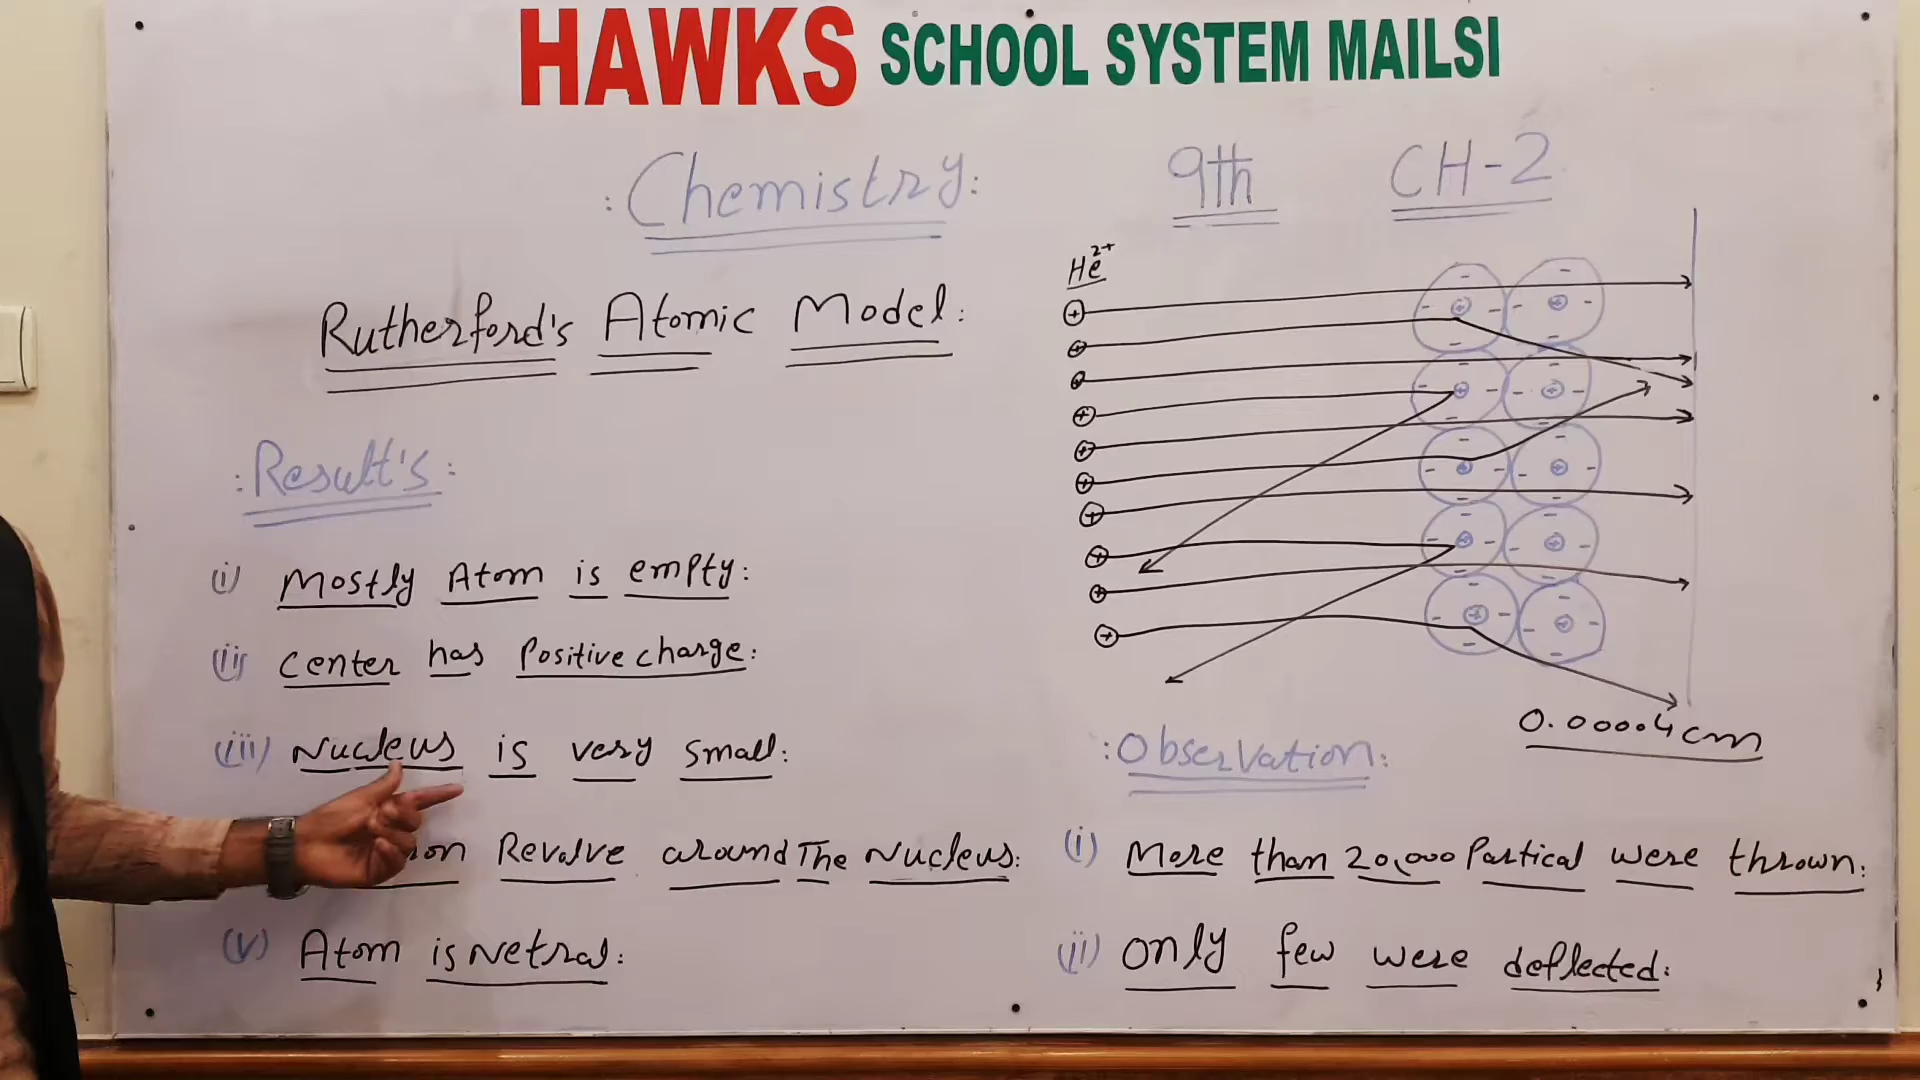 HAWKS SCHOOL SYSTEM MAILSI
: Chemistry: 9th CH-2
Rutherford's Atomic Model:
: Result's :
(i) Mostly Atom is empty:
(ii) Center has Positive charge:
(iii) Nucleus is very small:
Revolve around The Nucleus:
(v) Atom is Netral:
He2+
0.00004cm
: Observation:
(i) More than 20,000 Partical were thrown:
(ii) Only few were deflected: